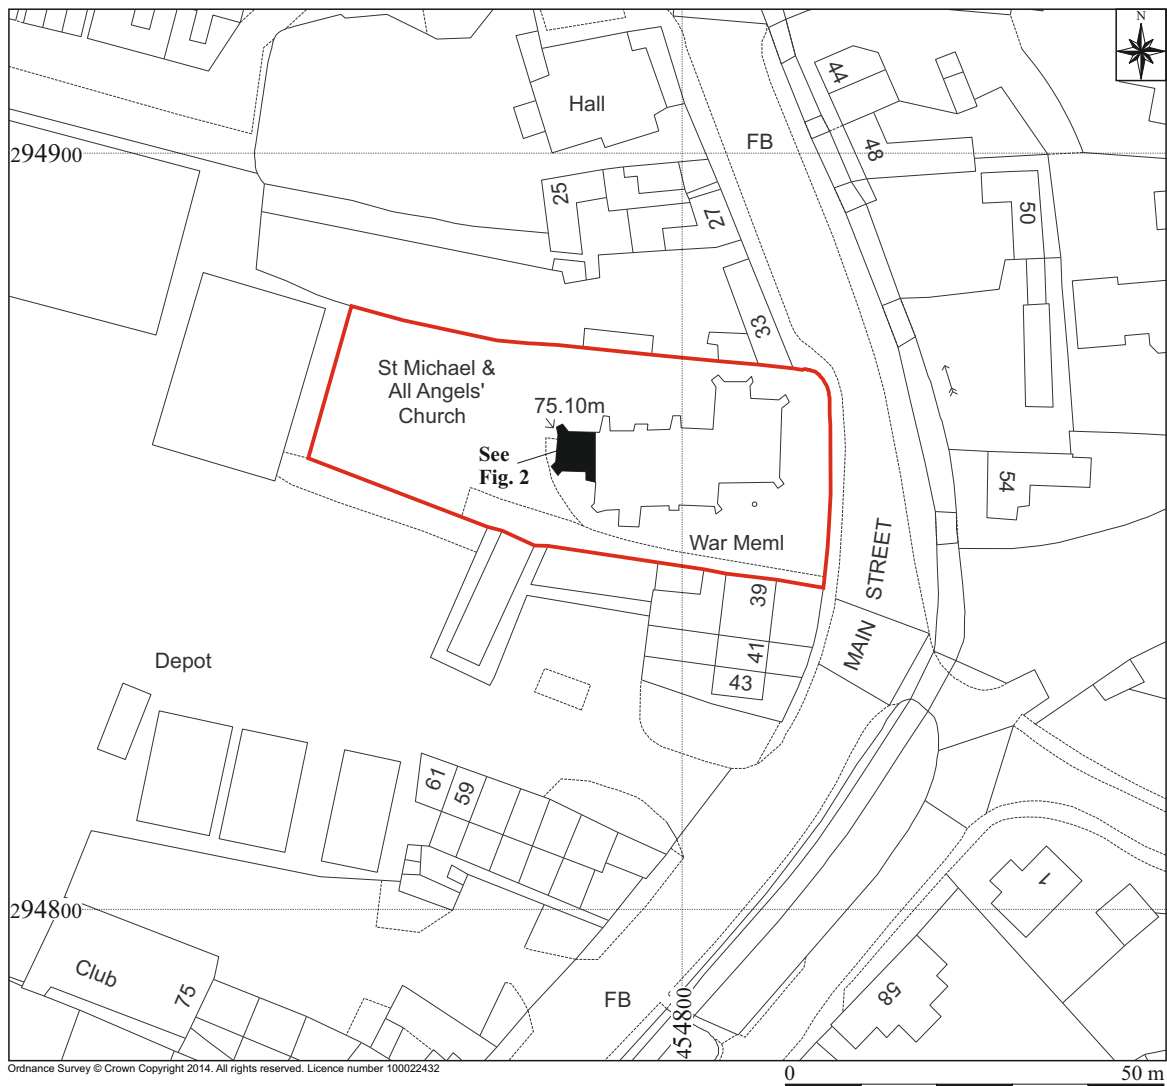 N
44
Hall
FB
294900
48
25
50
27
33
St Michael &
All Angels'
Church
75.10m
See
Fig. 2
54
War Meml
MAIN STREET
39
41
43
Depot
61
59
1
294800
Club
75
58
FB
454800
Ordnance Survey © Crown Copyright 2014. All rights reserved. Licence number 100022432
0
50 m